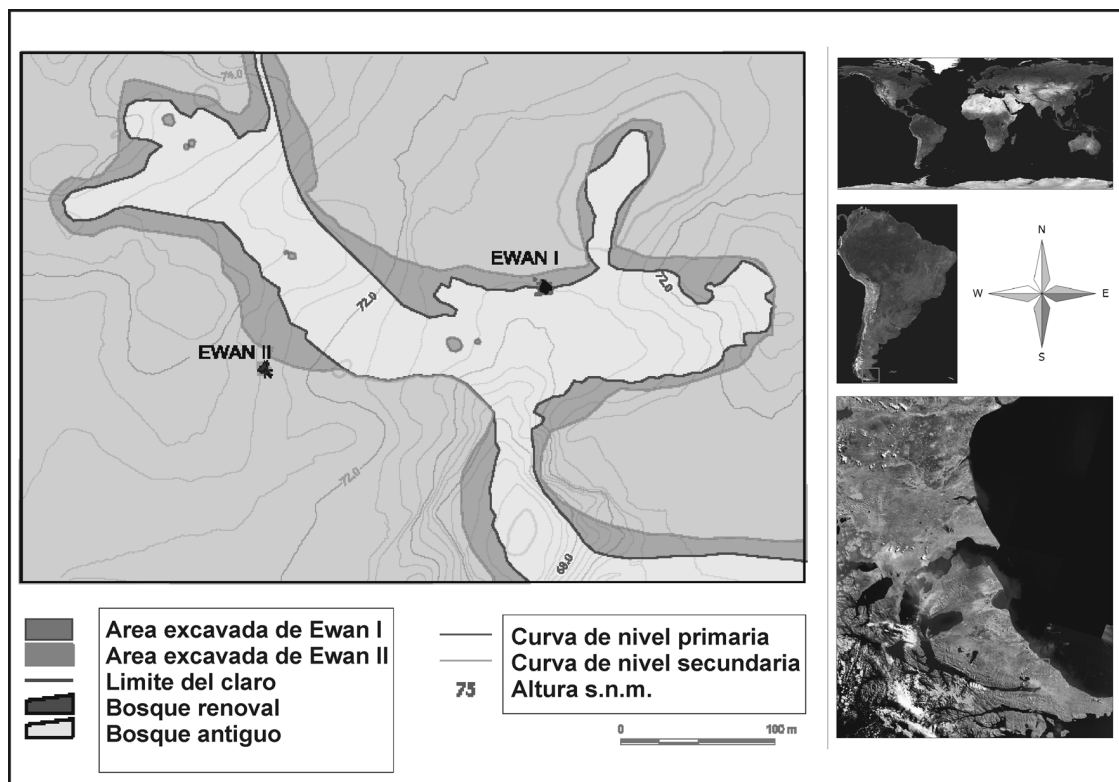 74.0
EWAN I
72.0
72.0
EWAN II
72.0
69.0
N
W
E
S
Area excavada de Ewan I
Area excavada de Ewan II
Limite del claro
Bosque renoval
Bosque antiguo
Curva de nivel primaria
Curva de nivel secundaria
75 Altura s.n.m.
0 100 m